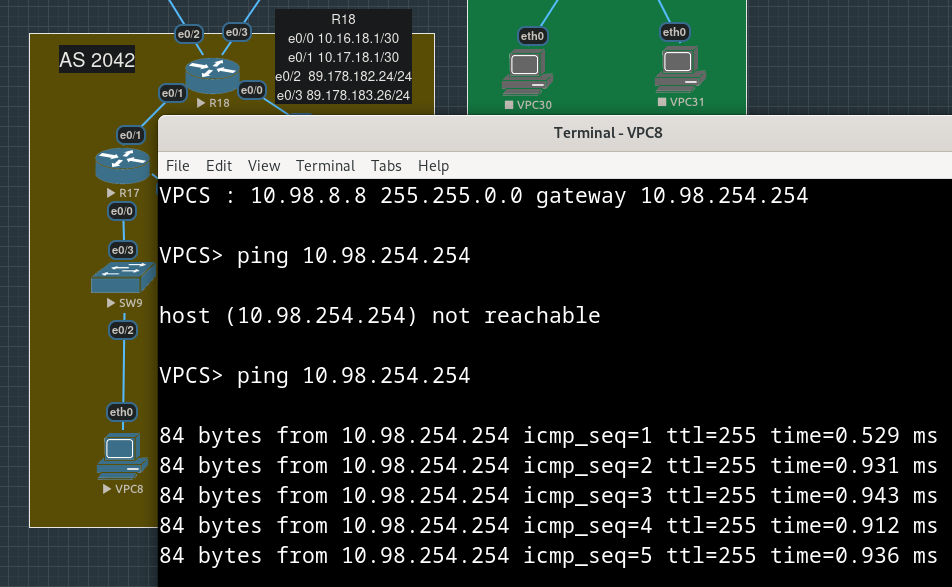 AS 2042
e0/2
e0/3
R18
e0/0 10.16.18.1/30
e0/1 10.17.18.1/30
e0/2 89.178.182.24/24
e0/3 89.178.183.26/24
e0/1
R18
e0/0
e0/1
R17
e0/0
e0/3
SW9
e0/2
eth0
VPC8
eth0
VPC30
eth0
VPC31
Terminal - VPC8
File Edit View Terminal Tabs Help
VPCS : 10.98.8.8 255.255.0.0 gateway 10.98.254.254
VPCS> ping 10.98.254.254
host (10.98.254.254) not reachable
VPCS> ping 10.98.254.254
84 bytes from 10.98.254.254 icmp_seq=1 ttl=255 time=0.529 ms
84 bytes from 10.98.254.254 icmp_seq=2 ttl=255 time=0.931 ms
84 bytes from 10.98.254.254 icmp_seq=3 ttl=255 time=0.943 ms
84 bytes from 10.98.254.254 icmp_seq=4 ttl=255 time=0.912 ms
84 bytes from 10.98.254.254 icmp_seq=5 ttl=255 time=0.936 ms